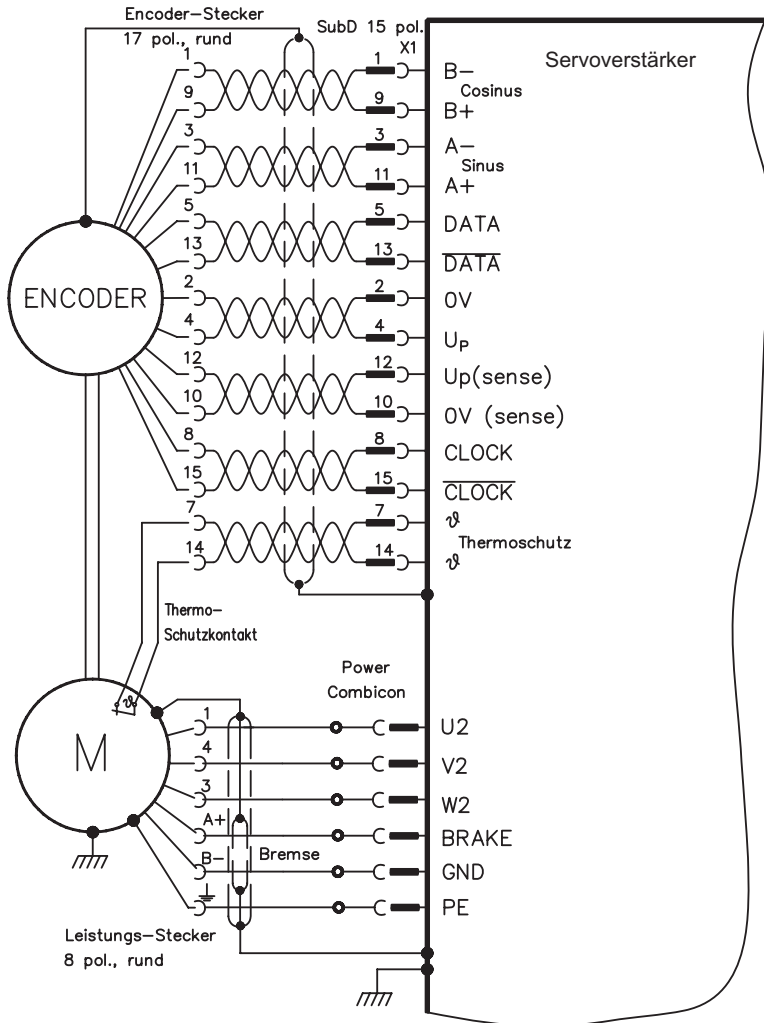 Encoder-Stecker
17 pol., rund
SubD 15 pol.
X1
Servoverstärker
1 1 B-
Cosinus
9 9 B+
3 3 A-
Sinus
11 11 A+
5 5 DATA
13 13 DATA
ENCODER
2 2 0V
4 4 UP
12 12 Up(sense)
10 10 0V (sense)
8 8 CLOCK
15 15 CLOCK
7 7 ϑ
Thermoschutz
14 14 ϑ
Thermo-
Schutzkontakt
Power
Combicon
ϑ
M
1 U2
4 V2
3 W2
A+ BRAKE
Bremse
B- GND
PE
Leistungs-Stecker
8 pol., rund